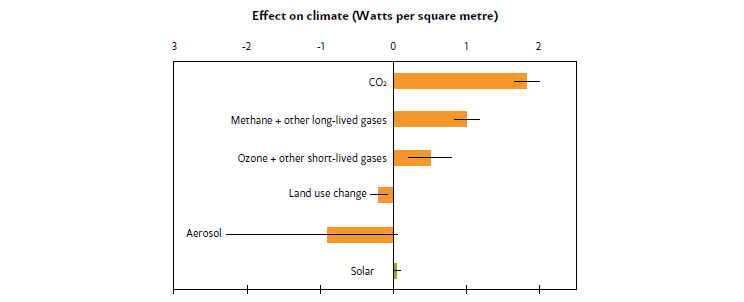 Effect on climate (Watts per square metre)
3 -2 -1 0 1 2
CO₂
Methane + other long-lived gases
Ozone + other short-lived gases
Land use change
Aerosol
Solar